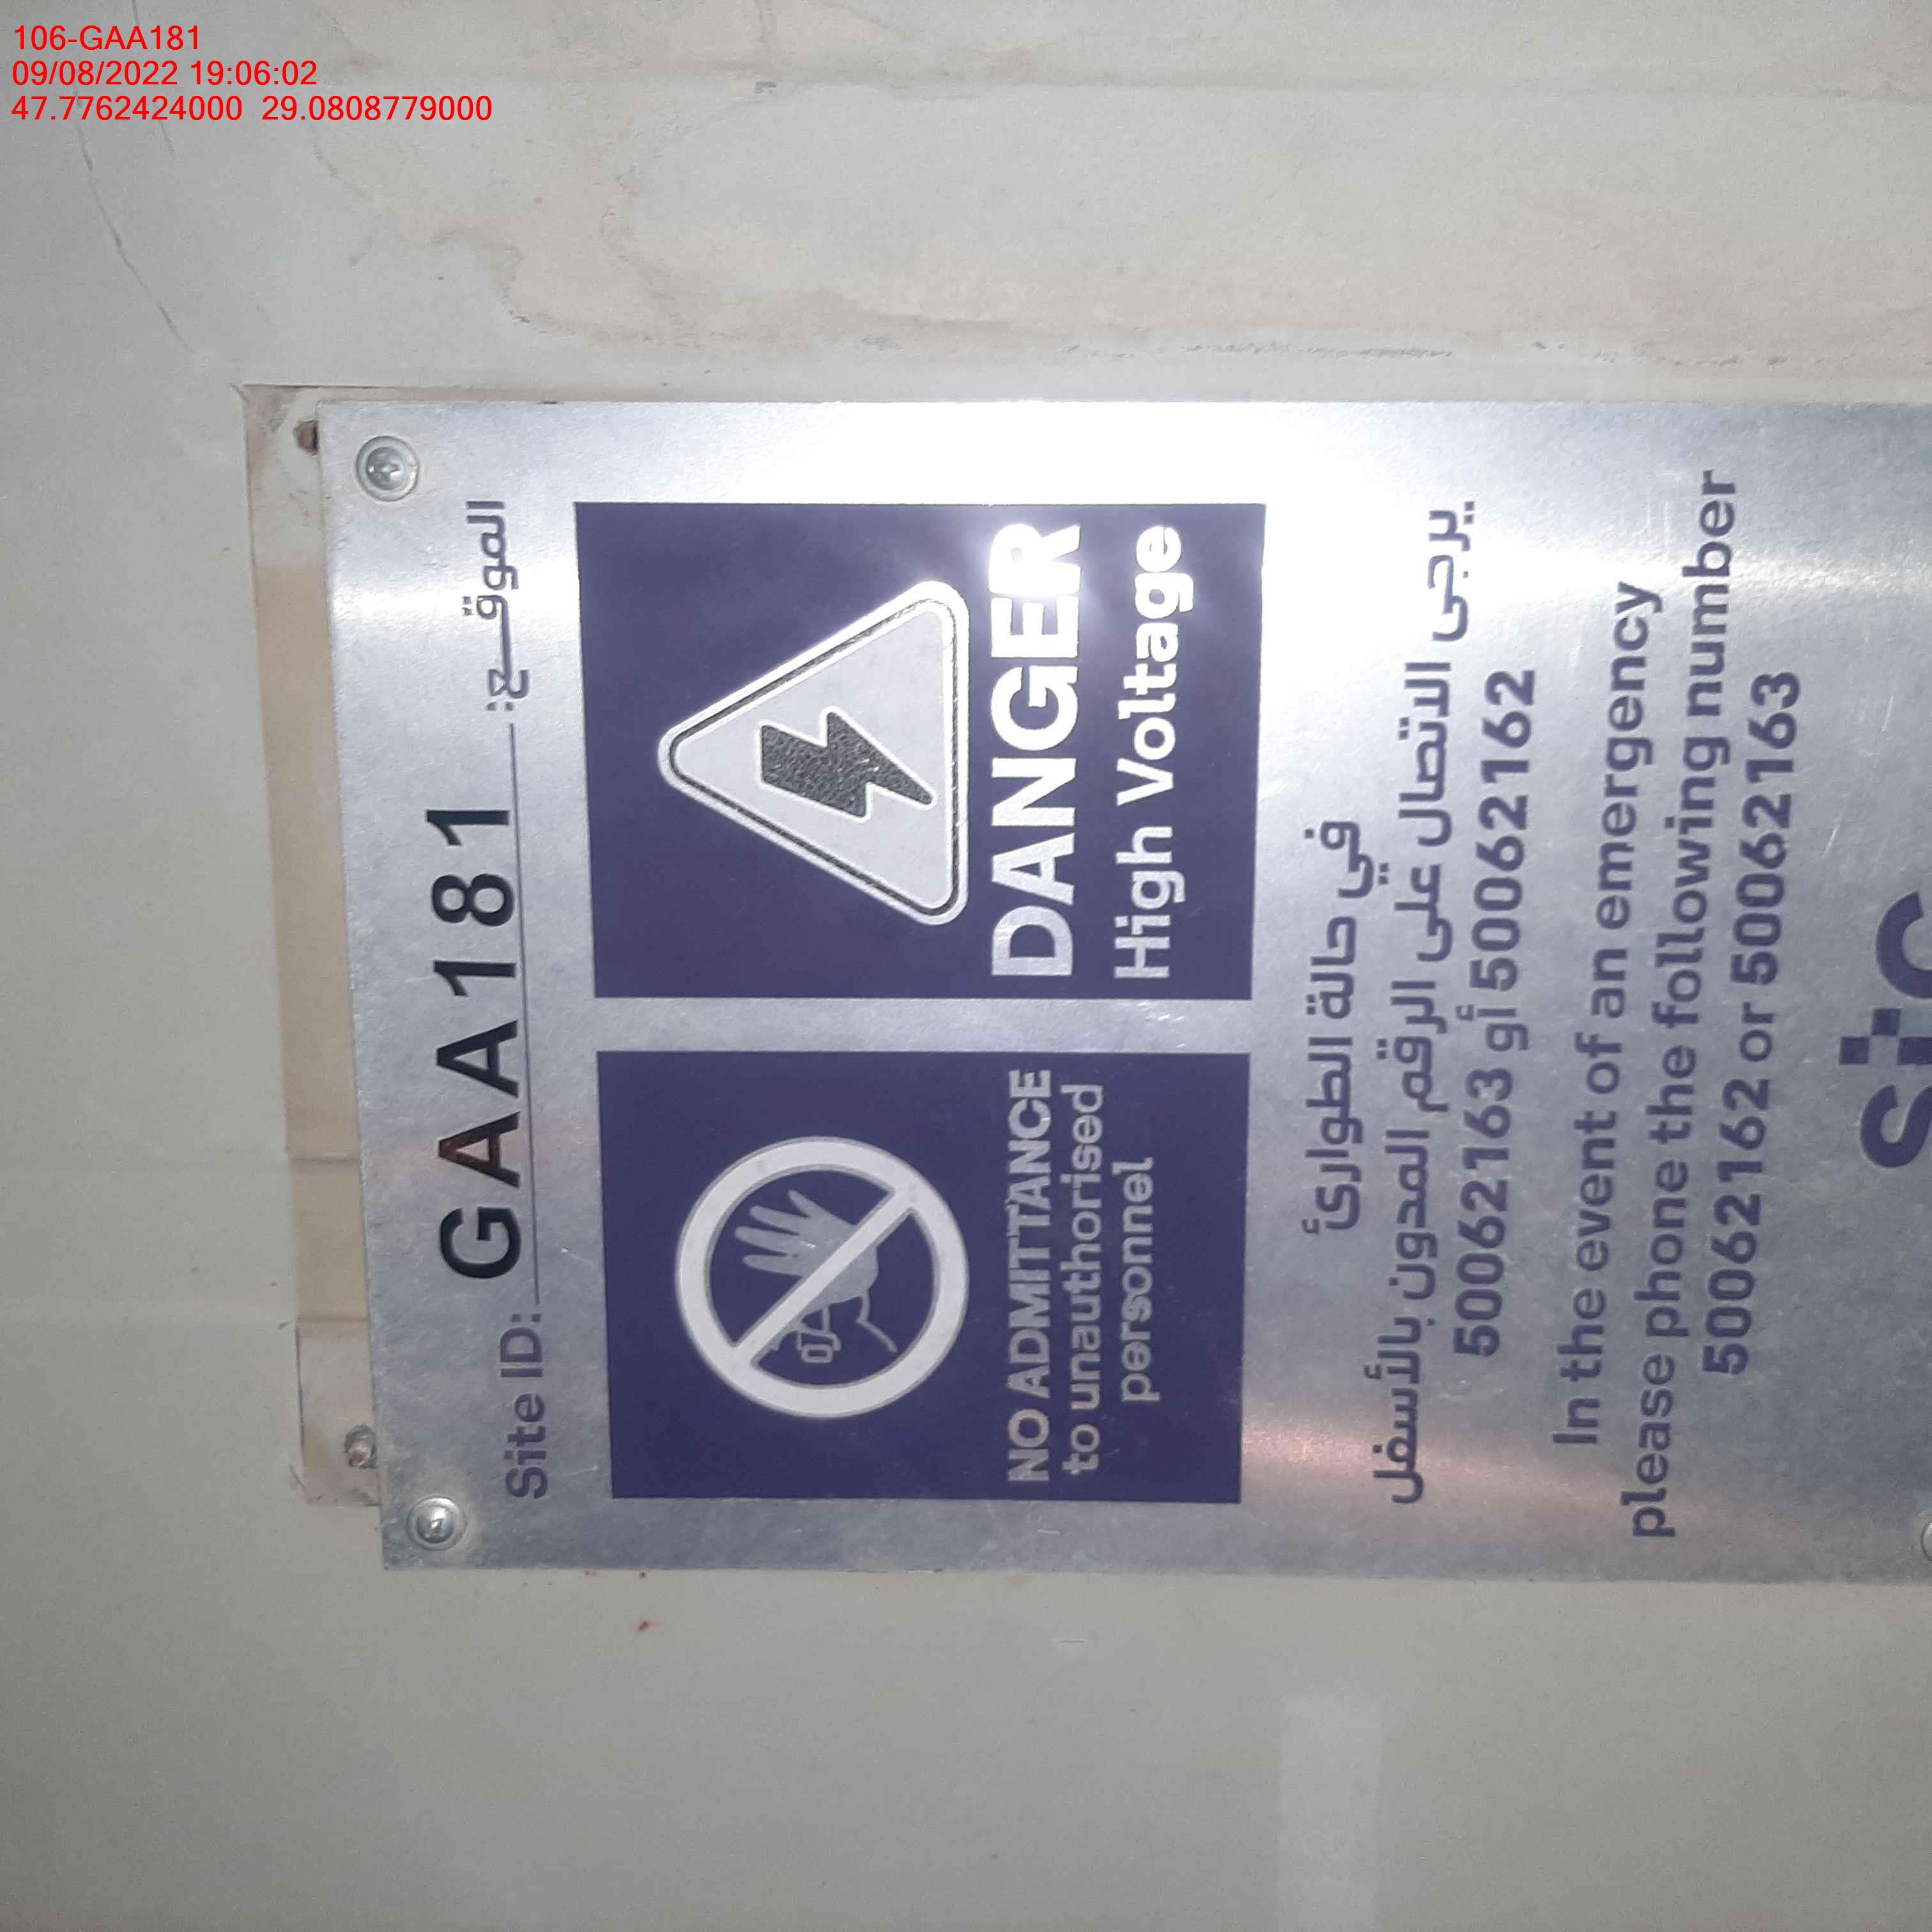 106-GAA181
09/08/2022 19:06:02
47.7762424000 29.0808779000
Site ID: GAA181 الموقع:
NO ADMITTANCE
to unauthorised
personnel
DANGER
High Voltage
في حالة الطوارئ
يرجى الاتصال على الرقم المدون بالأسفل
50062162 أو 50062163
In the event of an emergency
please phone the following number
50062162 or 50062163